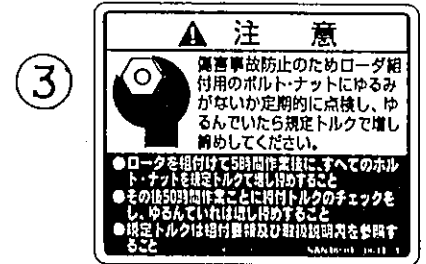 ③
注意
傷害事故防止のためローダ組
付用のボルト・ナットにゆるみ
がないか定期的に点検し、ゆ
るんでいたら規定トルクで増し
締めしてください。
●ローダを組付けて5時間作業後に、すべてのボル
ト・ナットを規定トルクで増し締めすること
●その後50時間作業ごとに締付トルクのチェックを
し、ゆるんでいれば増し締めすること
●規定トルクは組付要領及び取扱説明書を参照す
ること